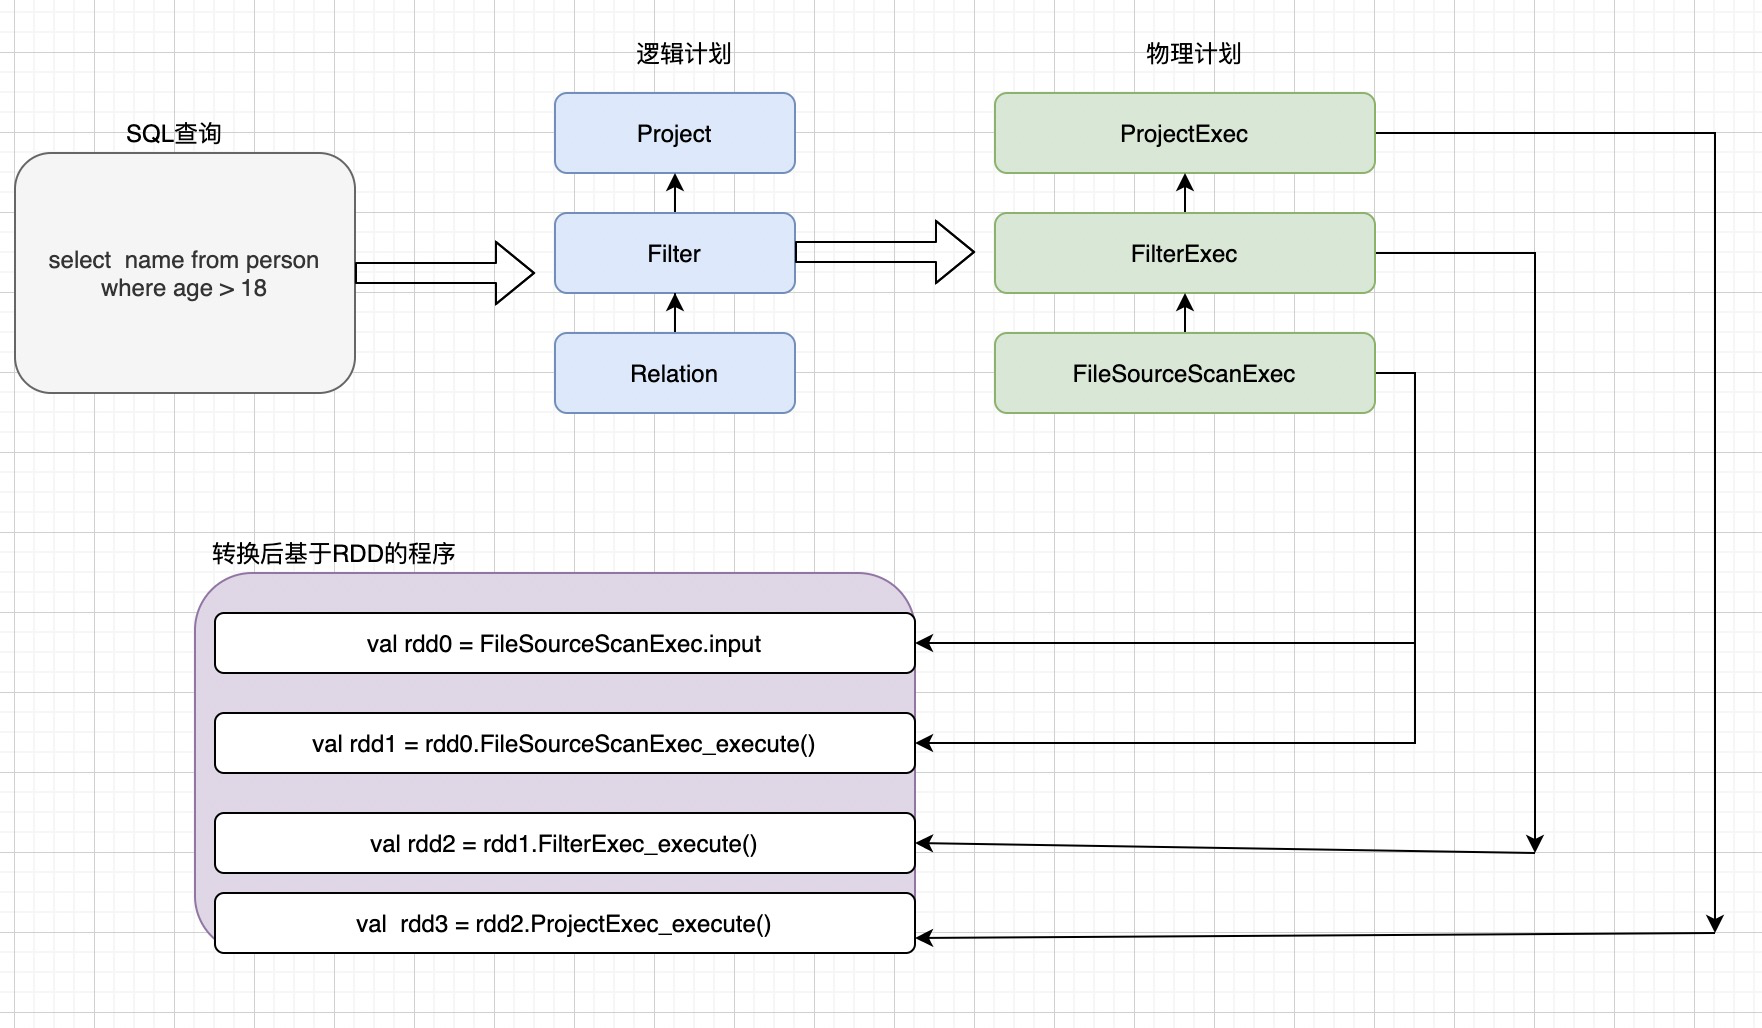 逻辑计划
物理计划
SQL查询
select  name from person
where age > 18
Project
Filter
Relation
ProjectExec
FilterExec
FileSourceScanExec
转换后基于RDD的程序
val rdd0 = FileSourceScanExec.input
val rdd1 = rdd0.FileSourceScanExec_execute()
val rdd2 = rdd1.FilterExec_execute()
val  rdd3 = rdd2.ProjectExec_execute()